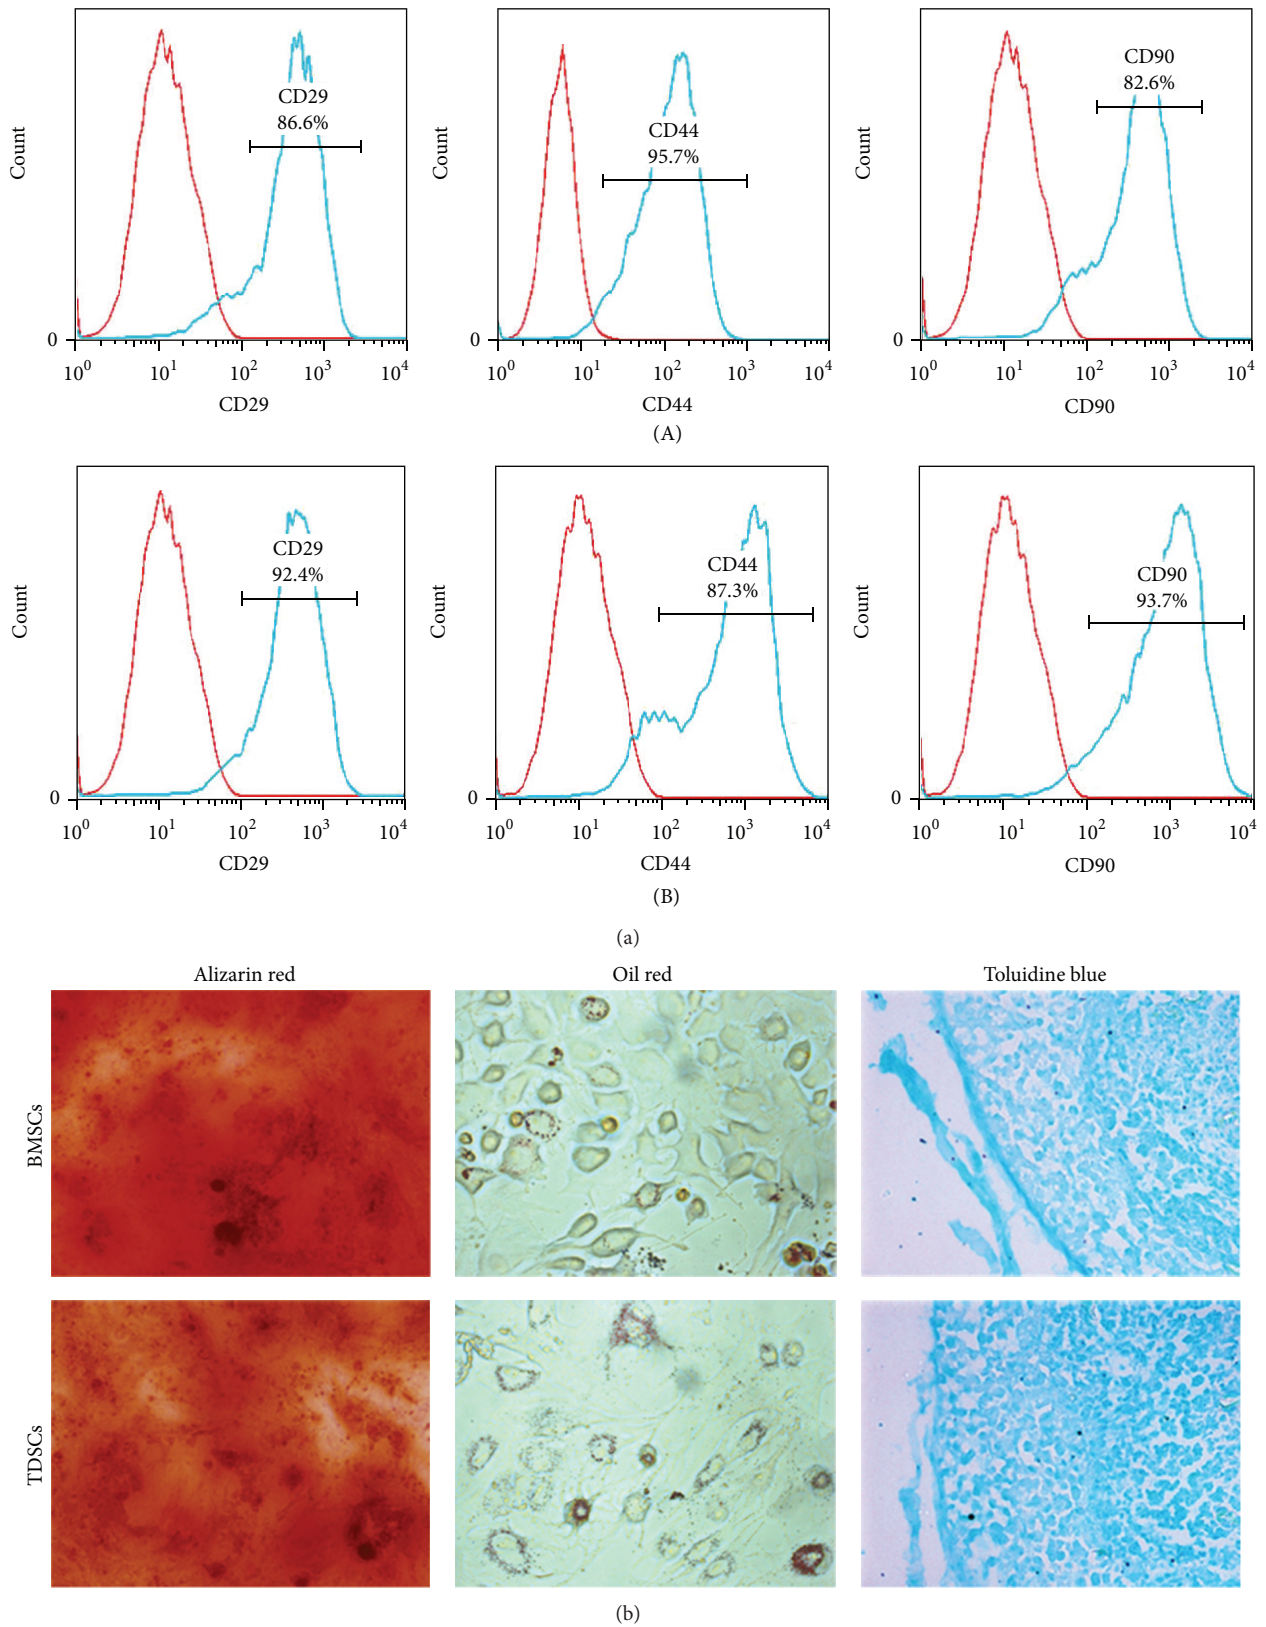 Count
CD29
86.6%
0
10^0 10^1 10^2 10^3 10^4
CD29
Count
CD44
95.7%
0
10^0 10^1 10^2 10^3 10^4
CD44
Count
CD90
82.6%
0
10^0 10^1 10^2 10^3 10^4
CD90
(A)
Count
CD29
92.4%
0
10^0 10^1 10^2 10^3 10^4
CD29
Count
CD44
87.3%
0
10^0 10^1 10^2 10^3 10^4
CD44
Count
CD90
93.7%
0
10^0 10^1 10^2 10^3 10^4
CD90
(B)
(a)
Alizarin red
Oil red
Toluidine blue
BMSCs
TDSCs
(b)